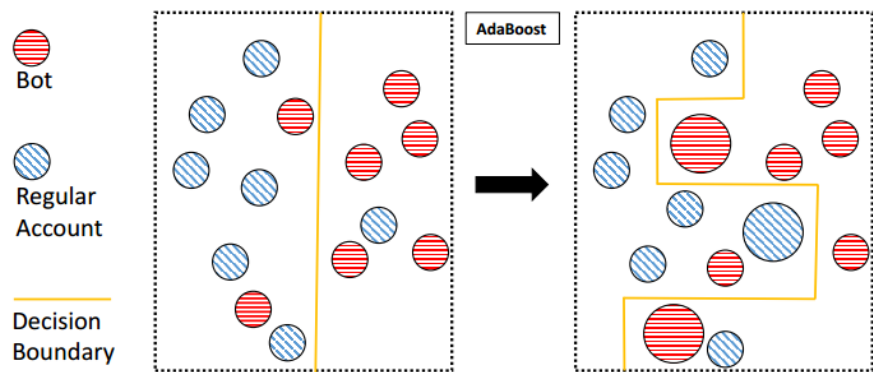 Bot
Regular
Account
Decision
Boundary
AdaBoost